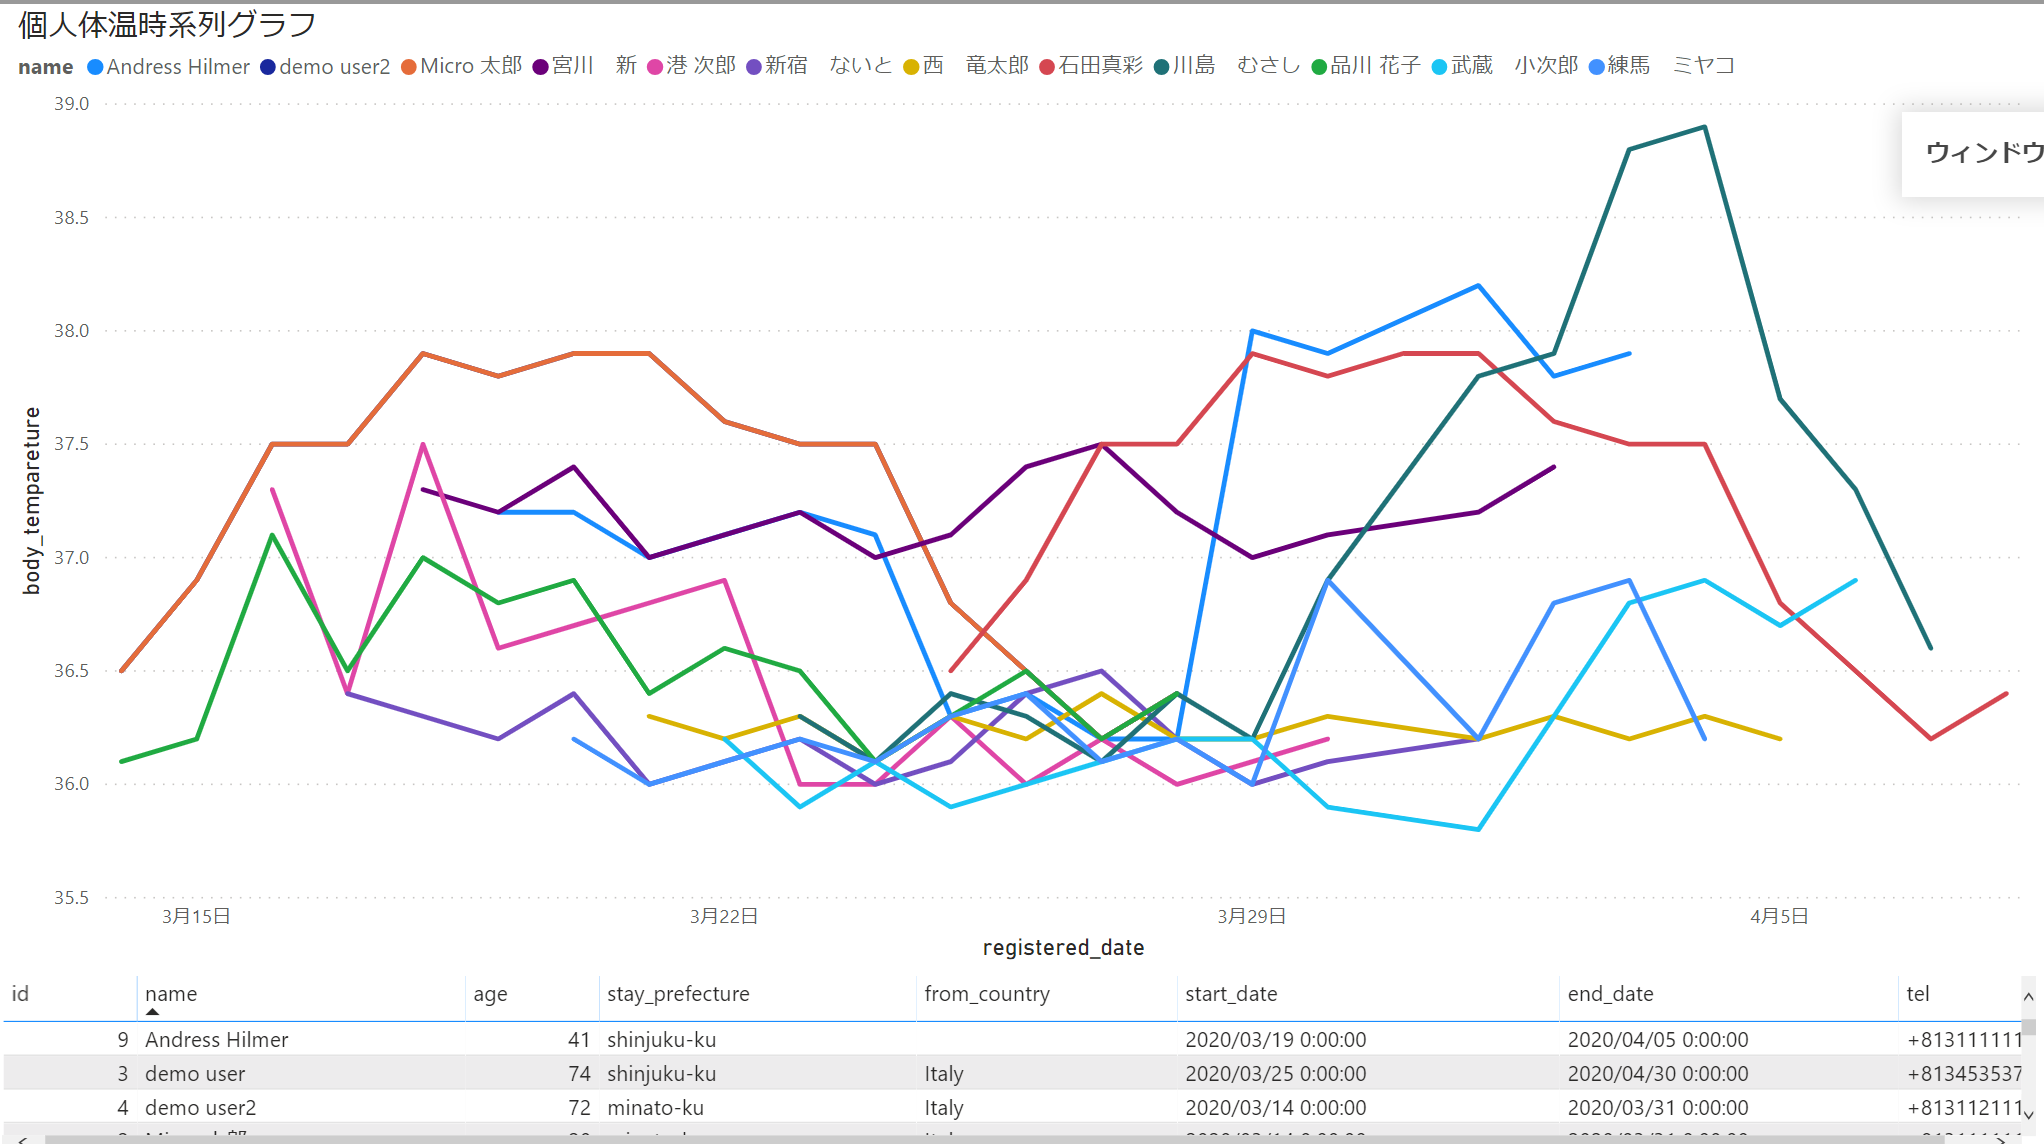 個人体温時系列グラフ
name Andress Hilmer demo user2 Micro 太郎 宮川　新 港 次郎 新宿　ないと 西　竜太郎 石田真彩 川島　むさし 品川 花子 武蔵　小次郎 練馬　ミヤコ
39.0
ウィンドウ
38.5
38.0
37.5
37.0
36.5
36.0
35.5
body_tempareture
3月15日 3月22日 3月29日 4月5日
registered_date
id name age stay_prefecture from_country start_date end_date tel
9 Andress Hilmer 41 shinjuku-ku 2020/03/19 0:00:00 2020/04/05 0:00:00 +813111111
3 demo user 74 shinjuku-ku Italy 2020/03/25 0:00:00 2020/04/30 0:00:00 +813453537
4 demo user2 72 minato-ku Italy 2020/03/14 0:00:00 2020/03/31 0:00:00 +813112111